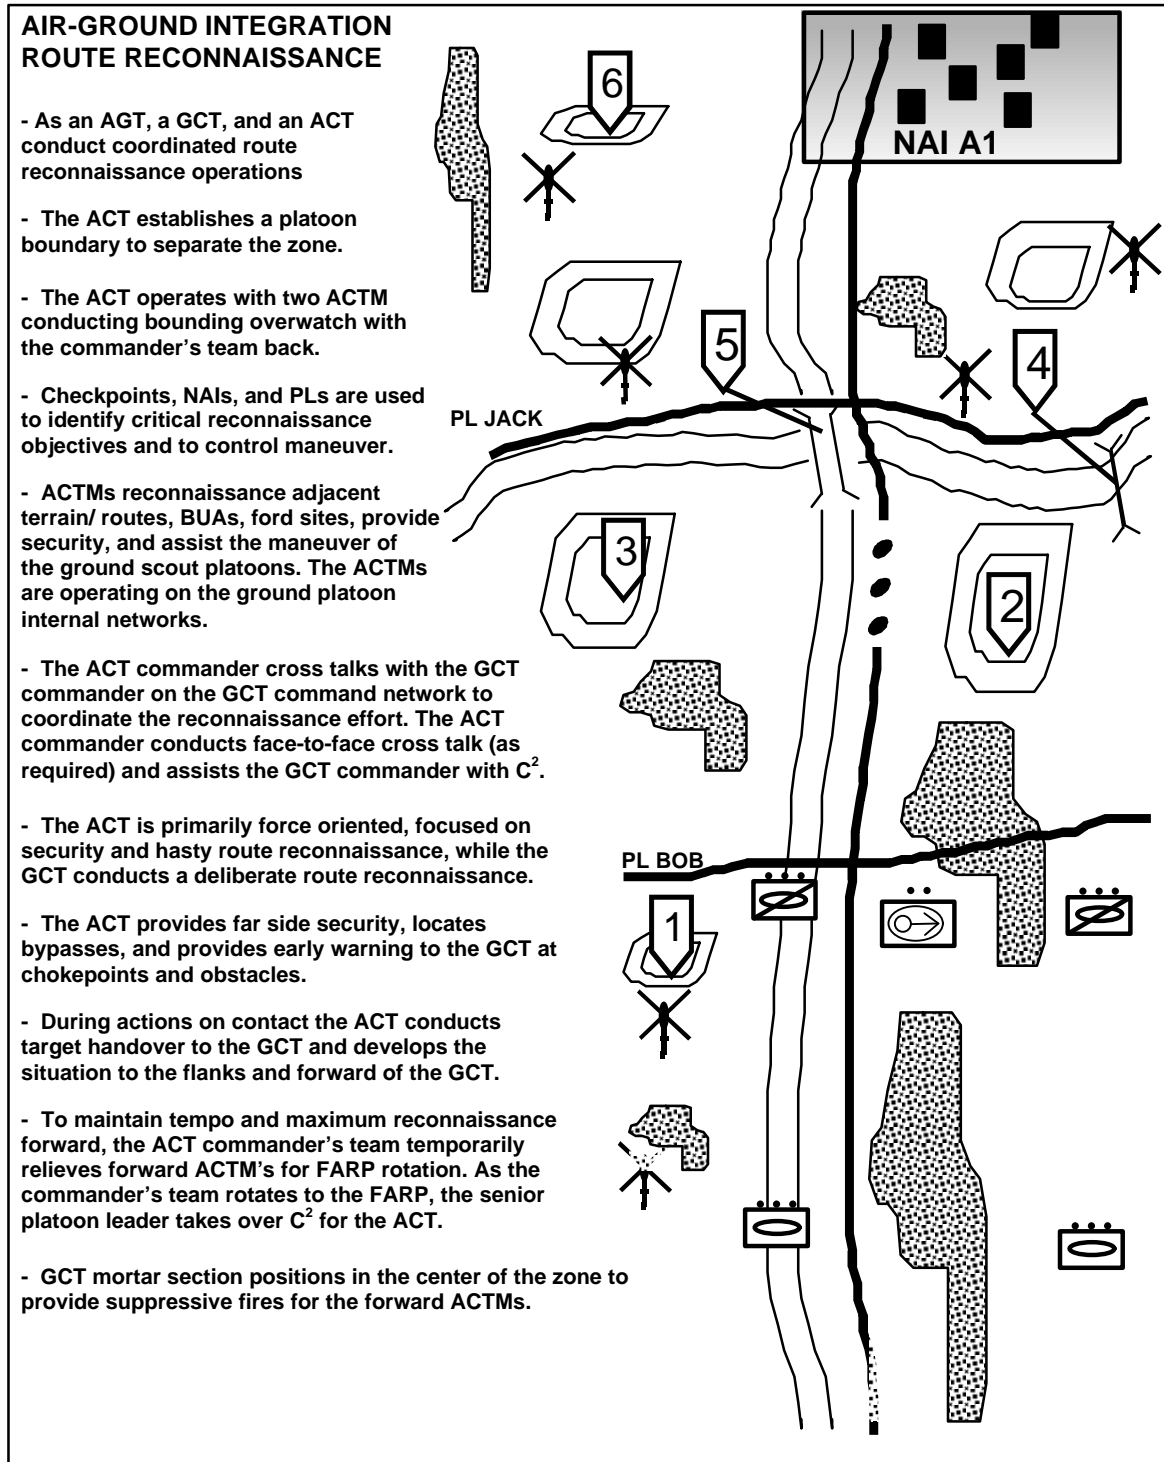 AIR-GROUND INTEGRATION
ROUTE RECONNAISSANCE
- As an AGT, a GCT, and an ACT
conduct coordinated route
reconnaissance operations
- The ACT establishes a platoon
boundary to separate the zone.
- The ACT operates with two ACTM
conducting bounding overwatch with
the commander's team back.
- Checkpoints, NAIs, and PLs are used
to identify critical reconnaissance
objectives and to control maneuver.
- ACTMs reconnaissance adjacent
terrain/ routes, BUAs, ford sites, provide
security, and assist the maneuver of
the ground scout platoons. The ACTMs
are operating on the ground platoon
internal networks.
- The ACT commander cross talks with the GCT
commander on the GCT command network to
coordinate the reconnaissance effort. The ACT
commander conducts face-to-face cross talk (as
required) and assists the GCT commander with C².
- The ACT is primarily force oriented, focused on
security and hasty route reconnaissance, while the
GCT conducts a deliberate route reconnaissance.
- The ACT provides far side security, locates
bypasses, and provides early warning to the GCT at
chokepoints and obstacles.
- During actions on contact the ACT conducts
target handover to the GCT and develops the
situation to the flanks and forward of the GCT.
- To maintain tempo and maximum reconnaissance
forward, the ACT commander's team temporarily
relieves forward ACTM's for FARP rotation. As the
commander's team rotates to the FARP, the senior
platoon leader takes over C² for the ACT.
- GCT mortar section positions in the center of the zone to
provide suppressive fires for the forward ACTMs.
NAI A1
6
5
4
PL JACK
3
2
PL BOB
1